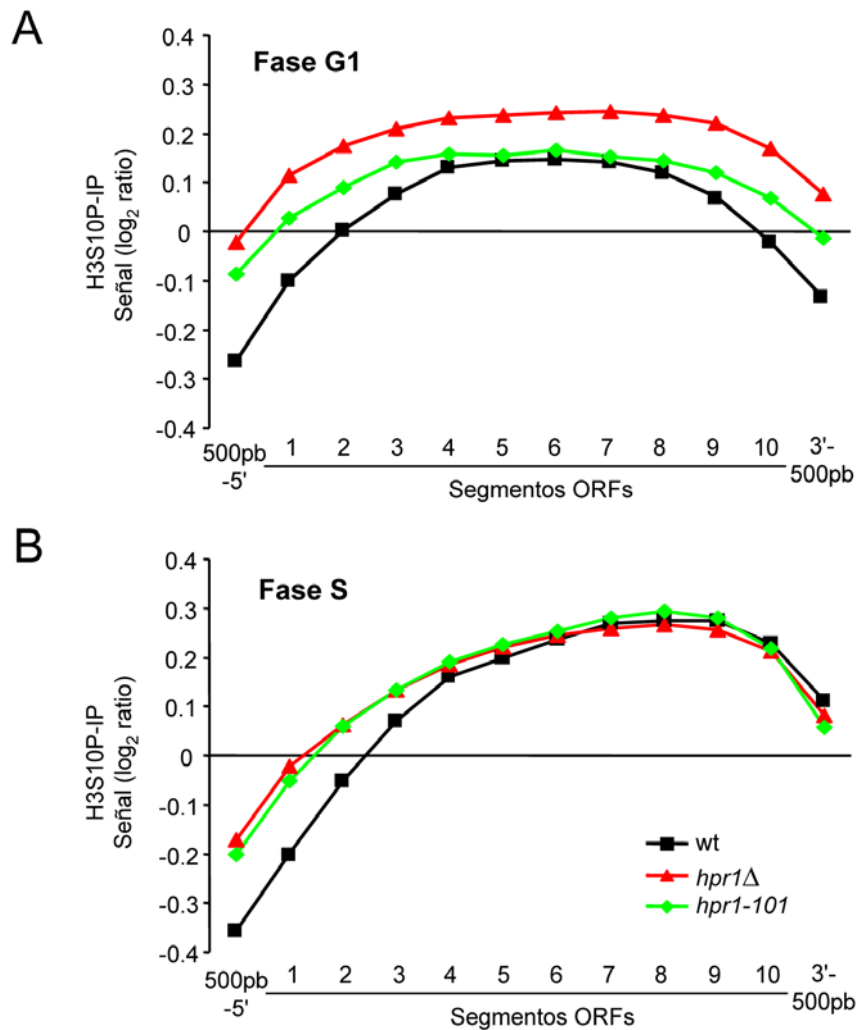 A
Fase G1
H3S10P-IP
Señal (log2 ratio)
0.4
0.3
0.2
0.1
0
-0.1
-0.2
-0.3
-0.4
500pb
-5'
1 2 3 4 5 6 7 8 9 10
3'-
500pb
Segmentos ORFs
B
Fase S
H3S10P-IP
Señal (log2 ratio)
0.4
0.3
0.2
0.1
0
-0.1
-0.2
-0.3
-0.4
wt
hpr1Δ
hpr1-101
500pb
-5'
1 2 3 4 5 6 7 8 9 10
3'-
500pb
Segmentos ORFs